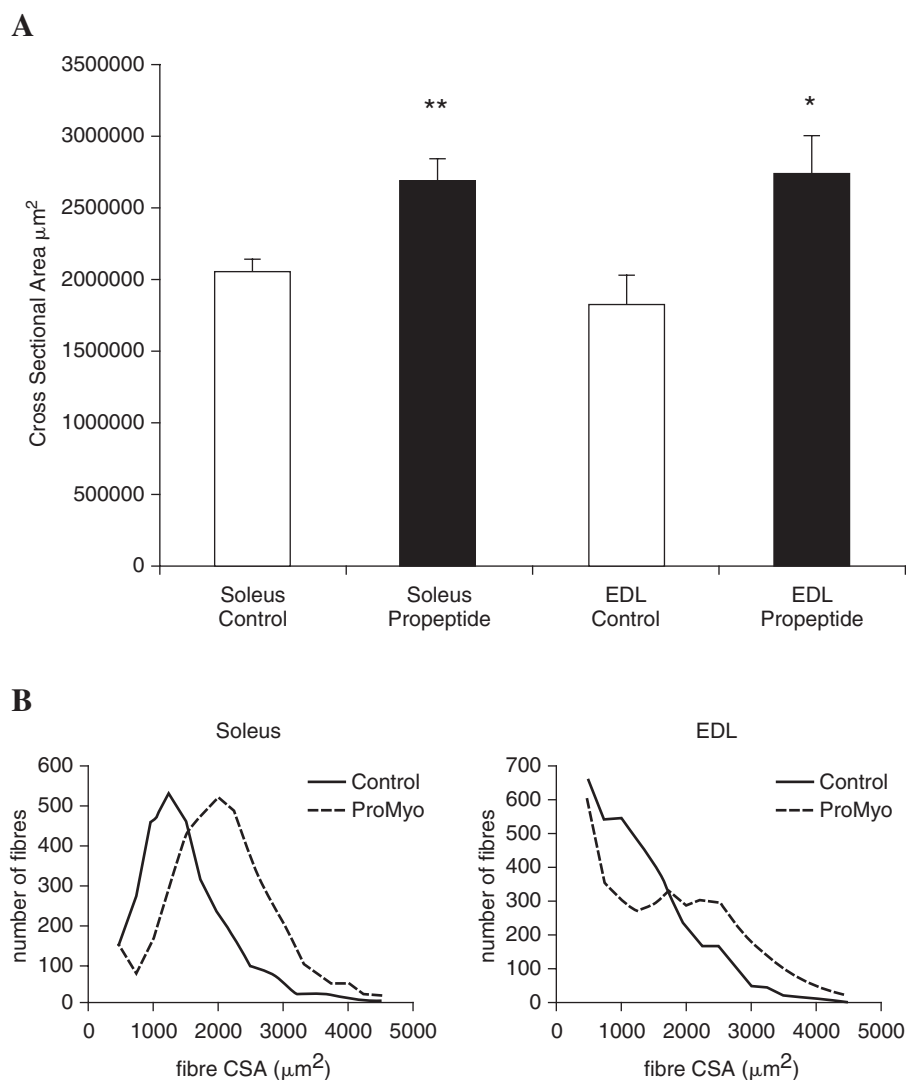 A
3500000
3000000
2500000
2000000
1500000
1000000
500000
0
Cross Sectional Area μm²
**
*
Soleus
Control
Soleus
Propeptide
EDL
Control
EDL
Propeptide
B
Soleus
600
500
400
300
200
100
0
number of fibres
Control
ProMyo
0 1000 2000 3000 4000 5000
fibre CSA (μm²)
EDL
700
600
500
400
300
200
100
0
number of fibres
Control
ProMyo
0 1000 2000 3000 4000 5000
fibre CSA (μm²)